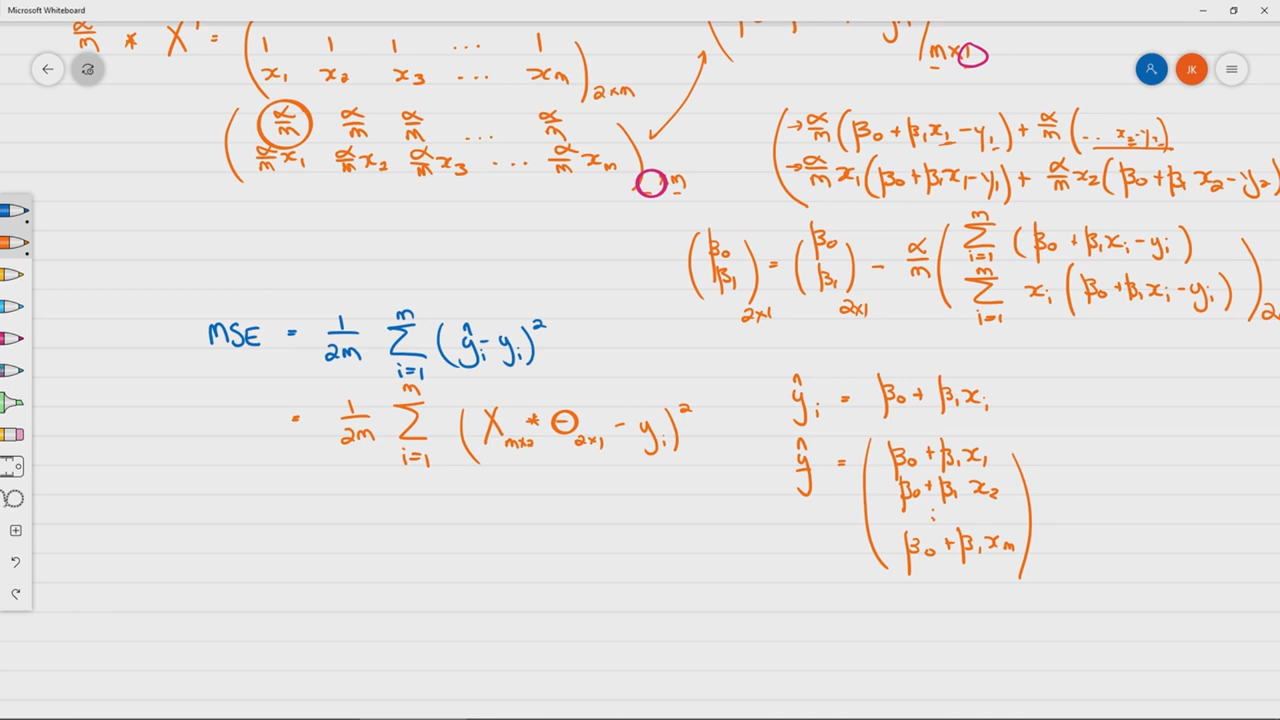 Microsoft Whiteboard
JK
α/m * X' = ( 1 1 1 ... 1
x₁ x₂ x₃ ... xₘ )₂ₓₘ
m×1
( α/m α/m α/m ... α/m
α/m x₁ α/m x₂ α/m x₃ ... α/m xₘ )
( → α/m (β₀ + β₁x₁ - y₁) + α/m (... x₂ - y₂)
→ α/m x₁(β₀ + β₁x₁ - y₁) + α/m x₂(β₀ + β₁ x₂ - y₂)
(β₀ β₁)₂ₓ₁ = (β₀ β₁)₂ₓ₁ - α/m ( Σᵢ₌₁ᵐ (β₀ + β₁xᵢ - yᵢ)
Σᵢ₌₁ᵐ xᵢ (β₀ + β₁xᵢ - yᵢ) )
MSE = 1/2m Σᵢ₌₁ᵐ (ŷᵢ - yᵢ)²
= 1/2m Σᵢ₌₁ᵐ (Xₘₓ₂ * Θ₂ₓ₁ - yᵢ)²
ŷᵢ = β₀ + β₁xᵢ
ŷ = ( β₀ + β₁x₁
β₀ + β₁ x₂
⋮
β₀ + β₁xₘ )